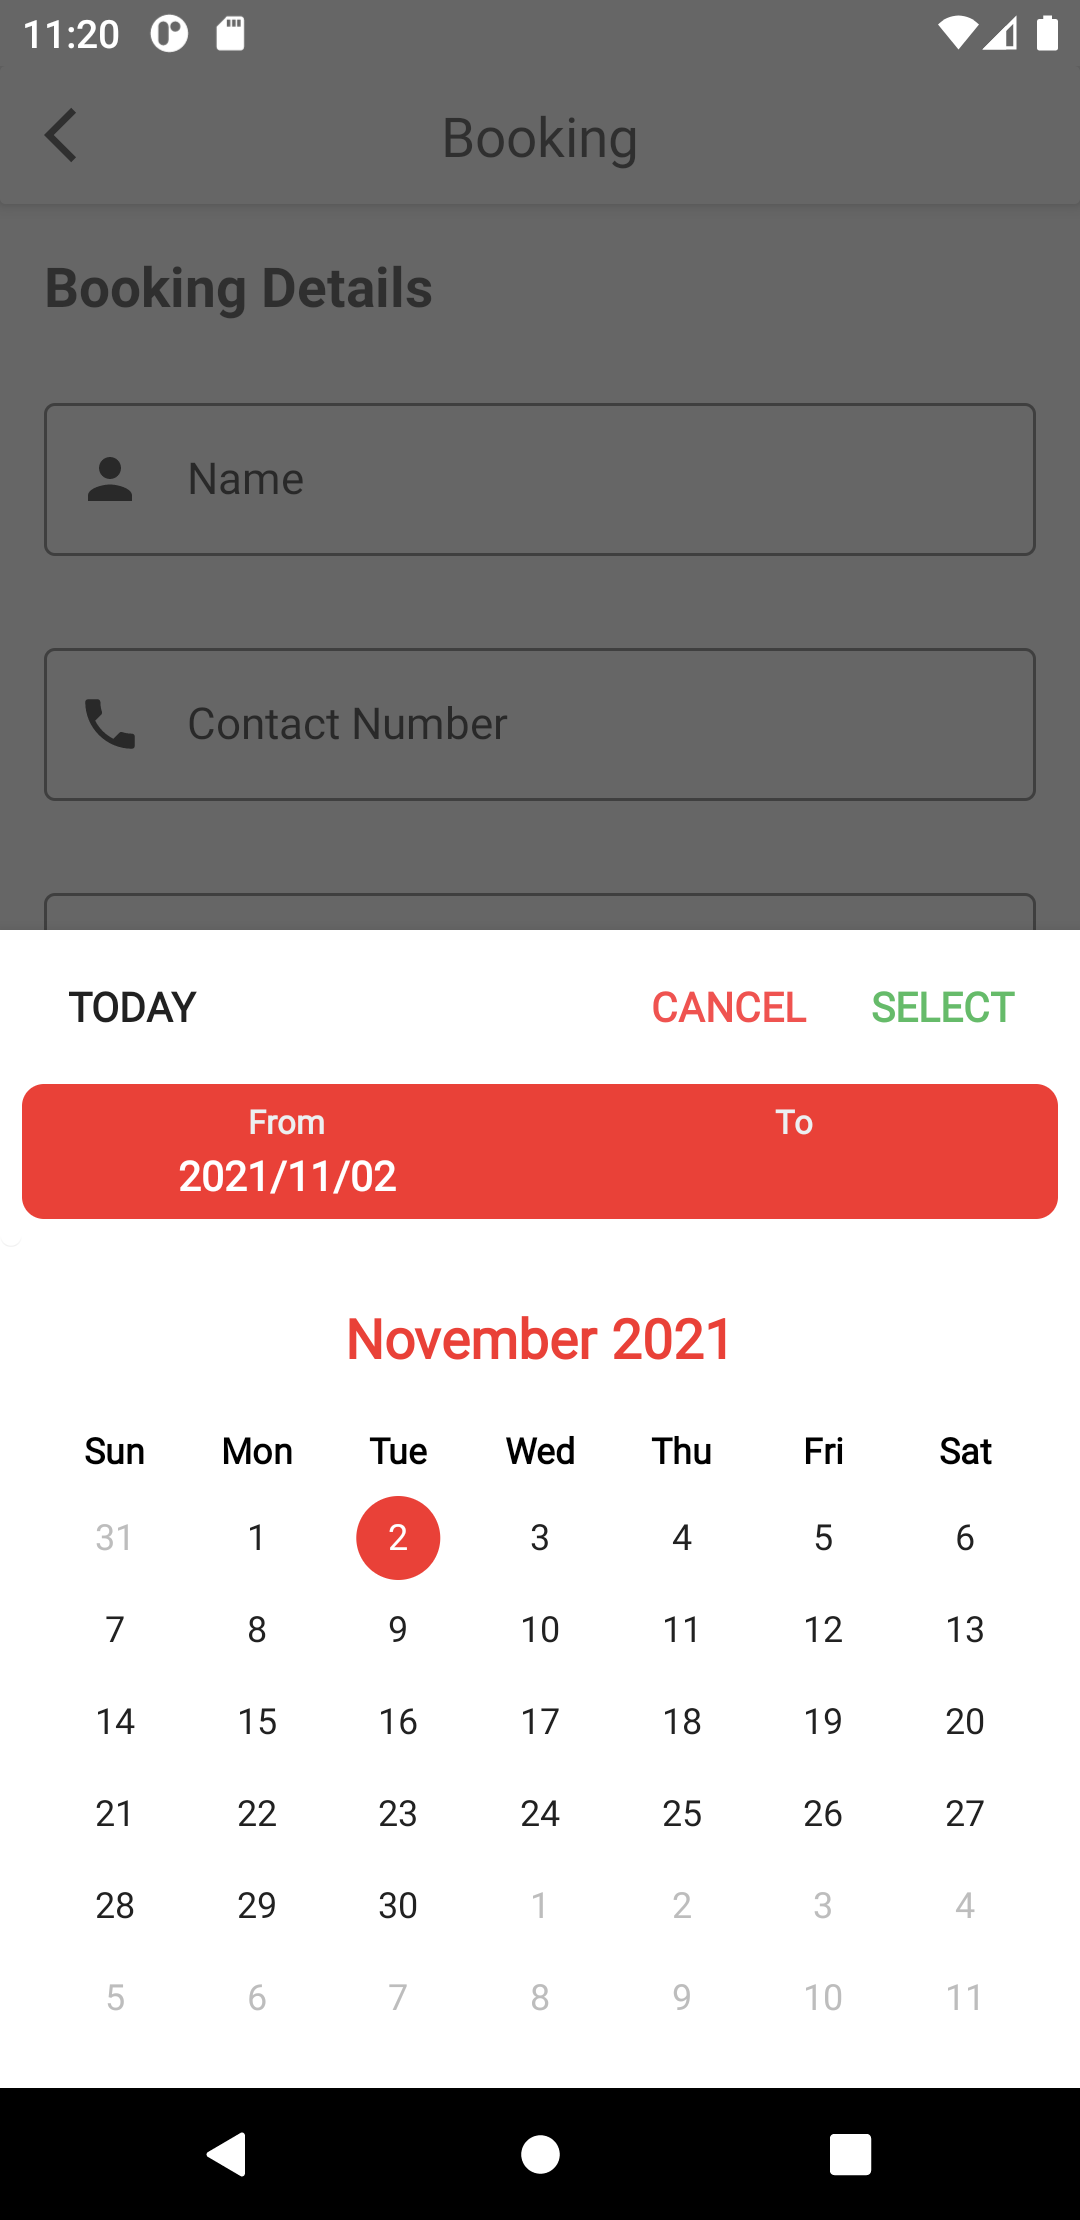 11:20
Booking
Booking Details
Name
Contact Number
TODAY CANCEL SELECT
From To
2021/11/02
November 2021
Sun Mon Tue Wed Thu Fri Sat
31 1 2 3 4 5 6
7 8 9 10 11 12 13
14 15 16 17 18 19 20
21 22 23 24 25 26 27
28 29 30 1 2 3 4
5 6 7 8 9 10 11